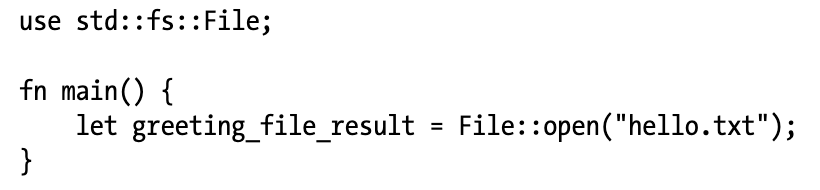 use std::fs::File;

fn main() {
    let greeting_file_result = File::open("hello.txt");
}